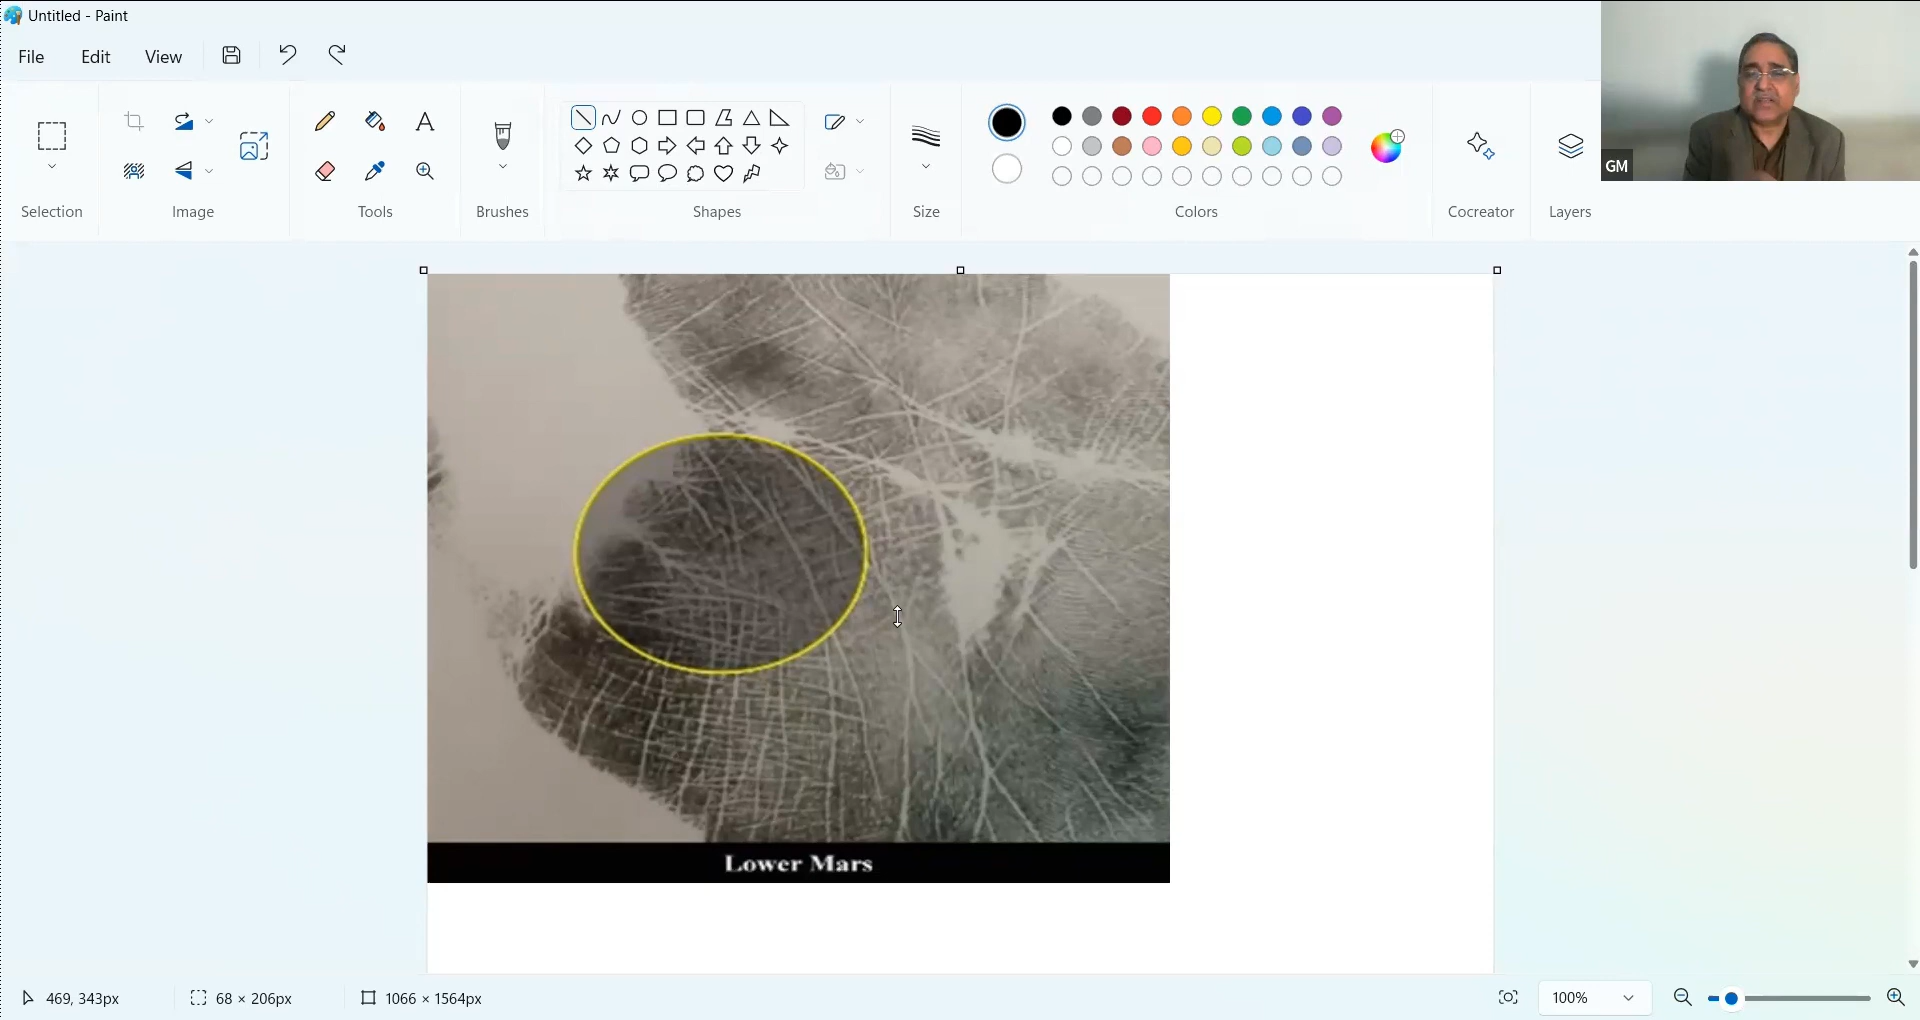 Untitled - Paint
File Edit View
GM
Selection Image Tools Brushes Shapes Size Colors Cocreator Layers
Lower Mars
469, 343px 68 × 206px 1066 × 1564px 100%